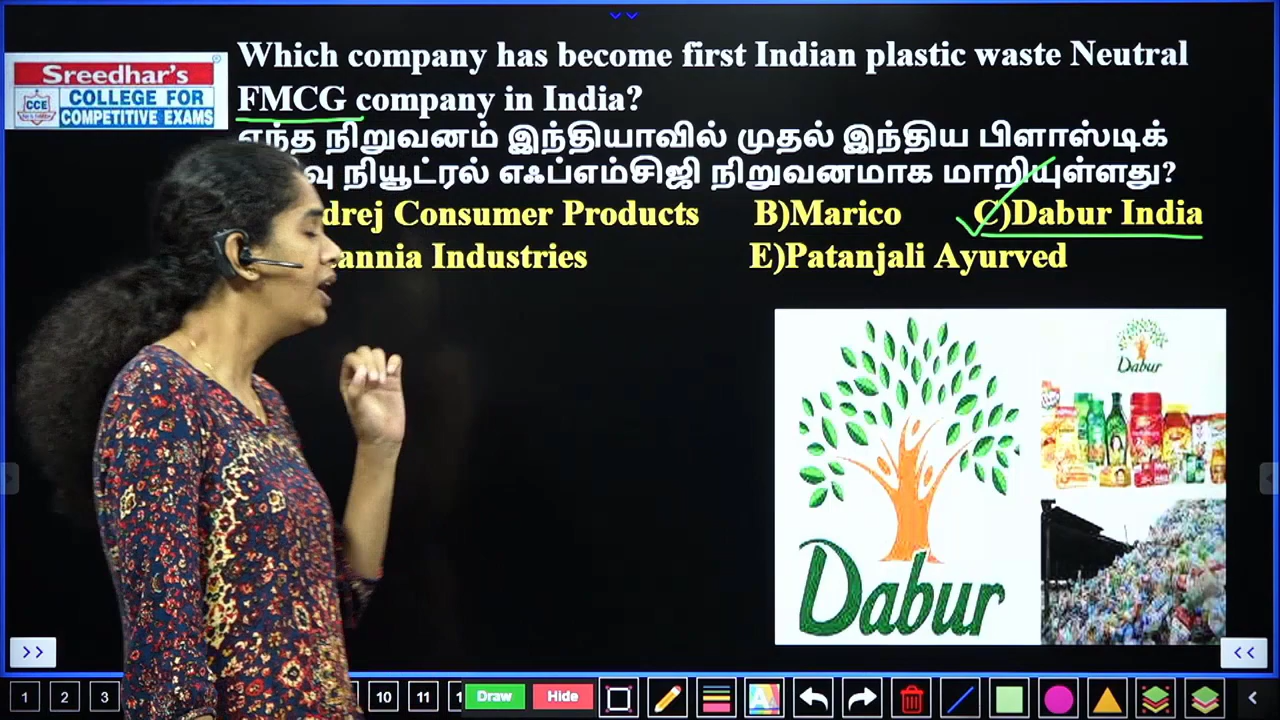 Sreedhar's
CCE
COLLEGE FOR
COMPETITIVE EXAMS
Which company has become first Indian plastic waste Neutral
FMCG company in India?
எந்த நிறுவனம் இந்தியாவில் முதல் இந்திய பிளாஸ்டிக்
நியூட்ரல் எஃப்எம்சிஜி நிறுவனமாக மாறியுள்ளது?
Consumer Products B)Marico C)Dabur India
Industries E)Patanjali Ayurved
Dabur
Dabur
>> <<
1 2 3 10 11 Draw Hide